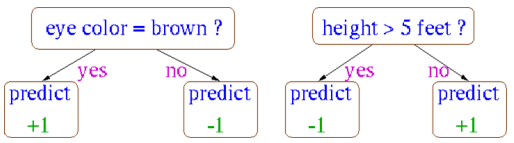 eye color = brown ?
yes
no
predict
+1
predict
-1
height > 5 feet ?
yes
no
predict
-1
predict
+1